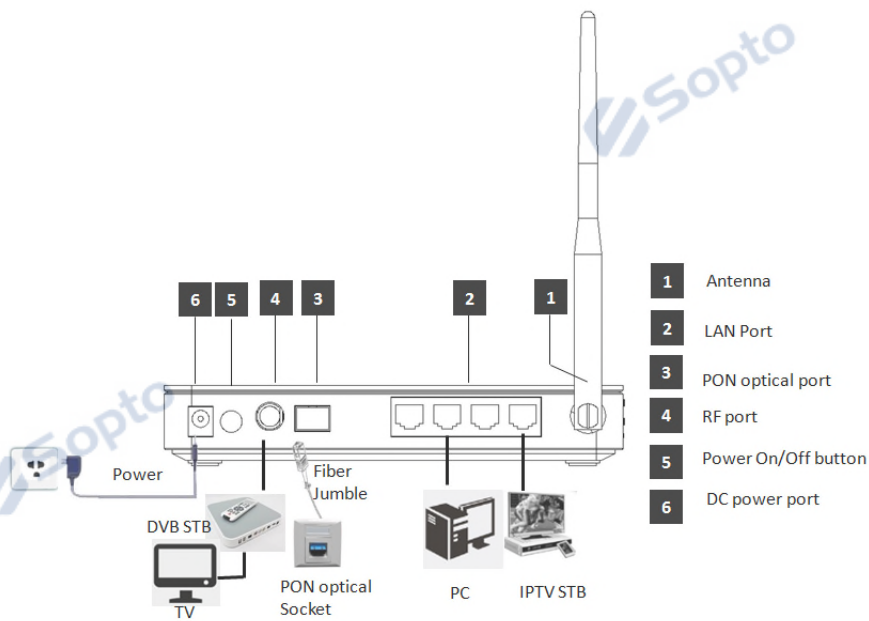 Sopto
6
5
4
3
2
1
1 Antenna
2 LAN Port
3 PON optical port
4 RF port
5 Power On/Off button
6 DC power port
Sopto
Power
Fiber
Jumble
DVB STB
TV
PON optical
Socket
PC
IPTV STB